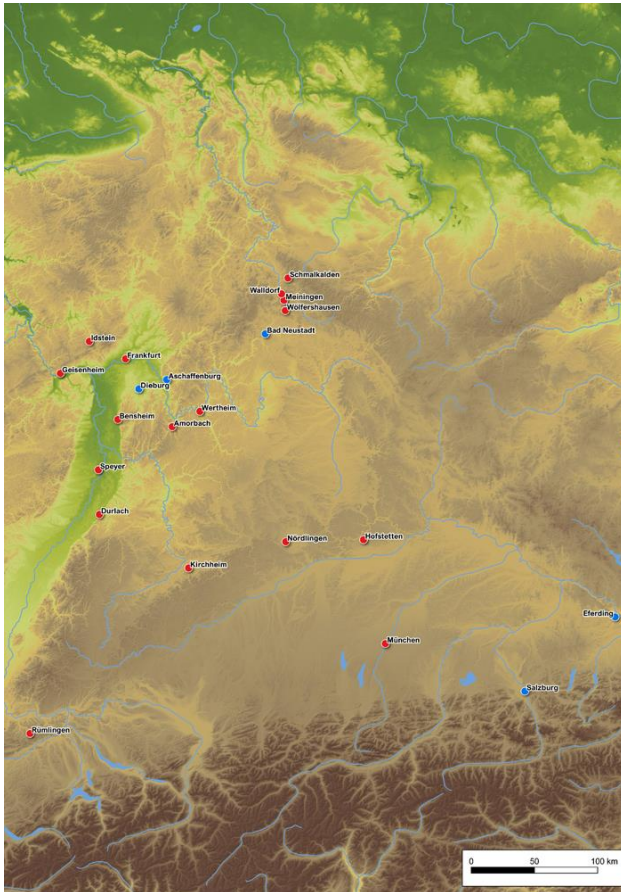 Schmalkalden
Walldorf
Meiningen
Wölfershausen
Bad Neustadt
Idstein
Frankfurt
Geisenheim
Aschaffenburg
Dieburg
Wertheim
Bensheim
Amorbach
Speyer
Durlach
Nördlingen
Hofstetten
Kirchheim
Eferding
München
Salzburg
Rümlingen
0 50 100 km